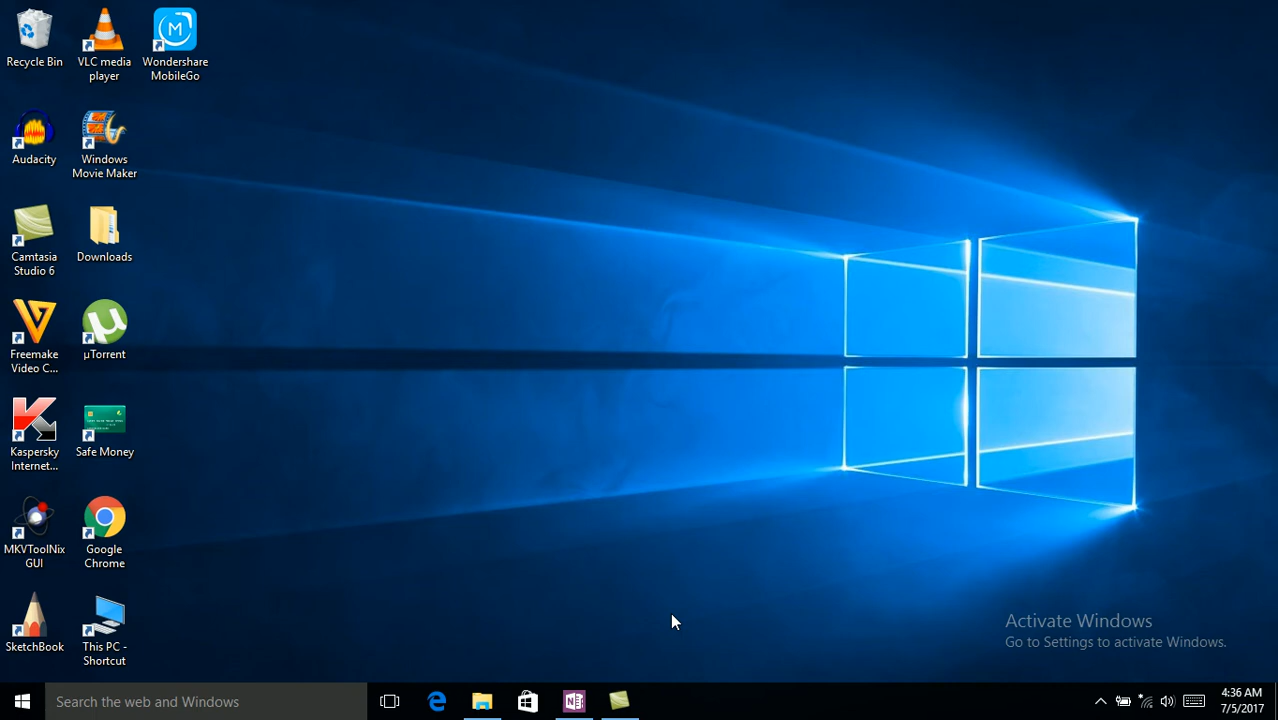 Recycle Bin
VLC media
player
Wondershare
MobileGo
M
Audacity
Windows
Movie Maker
Camtasia
Studio 6
Downloads
Freemake
Video C...
µ
µTorrent
Kaspersky
Internet...
Safe Money
MKVToolNix
GUI
Google
Chrome
SketchBook
This PC -
Shortcut
Activate Windows
Go to Settings to activate Windows.
Search the web and Windows
N
4:36 AM
7/5/2017